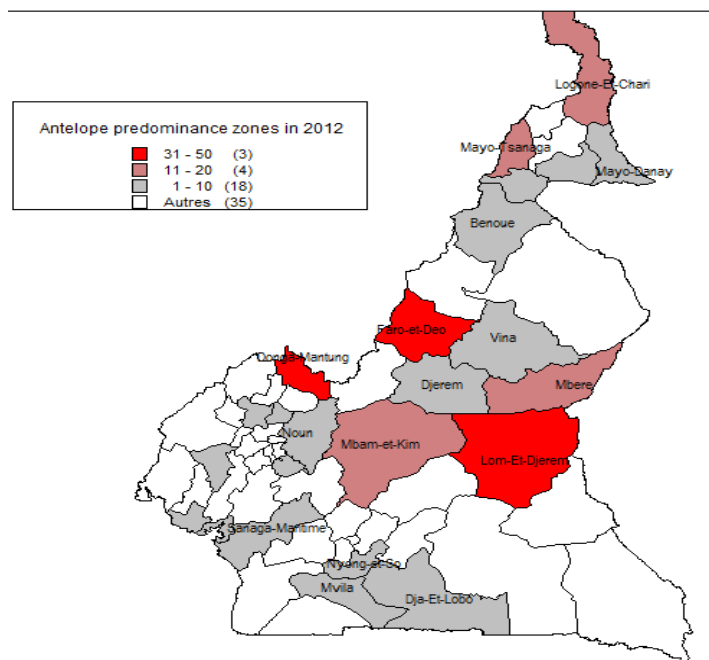 Logone-Et-Chari
Antelope predominance zones in 2012
31 - 50 (3)
11 - 20 (4)
1 - 10 (18)
Autres (35)
Mayo-Tsanaga
Mayo-Danay
Benoue
Faro-et-Deo
Vina
Donga-Mantung
Djerem
Mbere
Noun
Mbam-et-Kim
Lom-Et-Djerem
Sanaga-Maritime
Nyong-et-So
Mvila
Dja-Et-Lobo